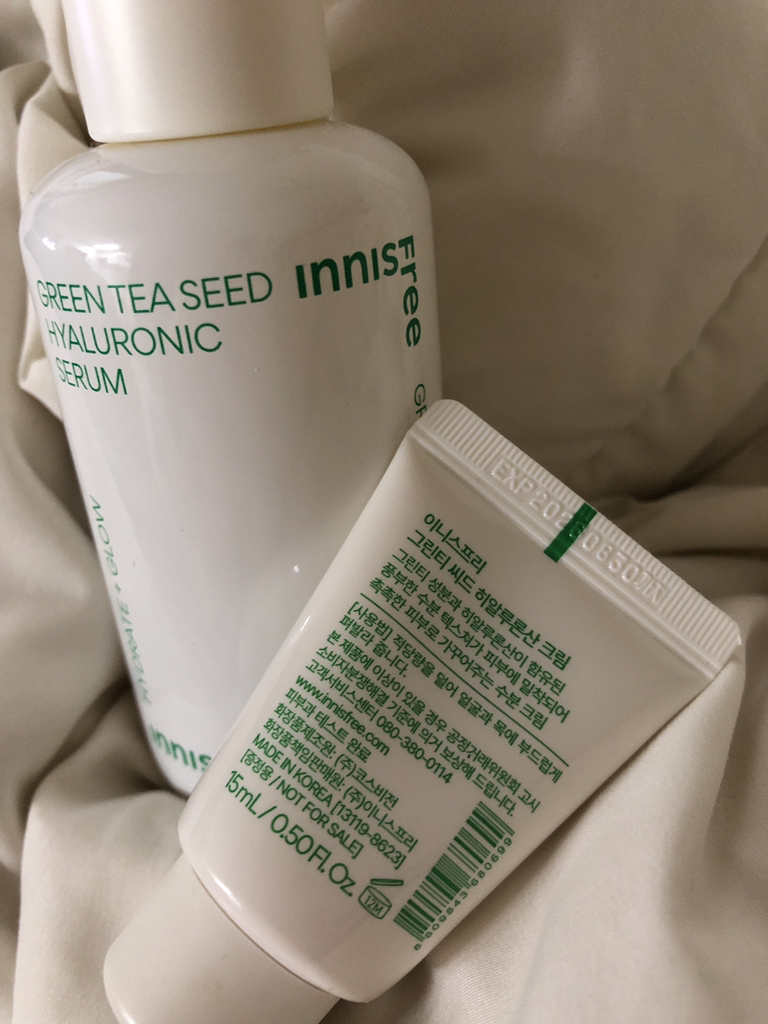 GREEN TEA SEED
HYALURONIC
SERUM
INNISFree
HYDRATE + GLOW
INNIS
이니스프리
그린티 씨드 히알루론산 크림
그린티 성분과 히알루론산이 함유된
풍부한 수분 텍스쳐가 피부에 밀착되어
촉촉한 피부로 가꾸어주는 수분 크림
[사용법] 적당량을 덜어 얼굴과 목에 부드럽게
펴발라 줍니다.
본 제품에 이상이 있을 경우 공정거래위원회 고시
소비자분쟁해결 기준에 의거 보상해 드립니다.
고객서비스센터 080-380-0114
www.innisfree.com
피부과 테스트 완료
화장품제조원: (주)코스비전
화장품책임판매원: (주)이니스프리
MADE IN KOREA [13119-8623]
[증정용 / NOT FOR SALE]
15mL / 0.50 Fl. Oz.
12M
8 809843 680699